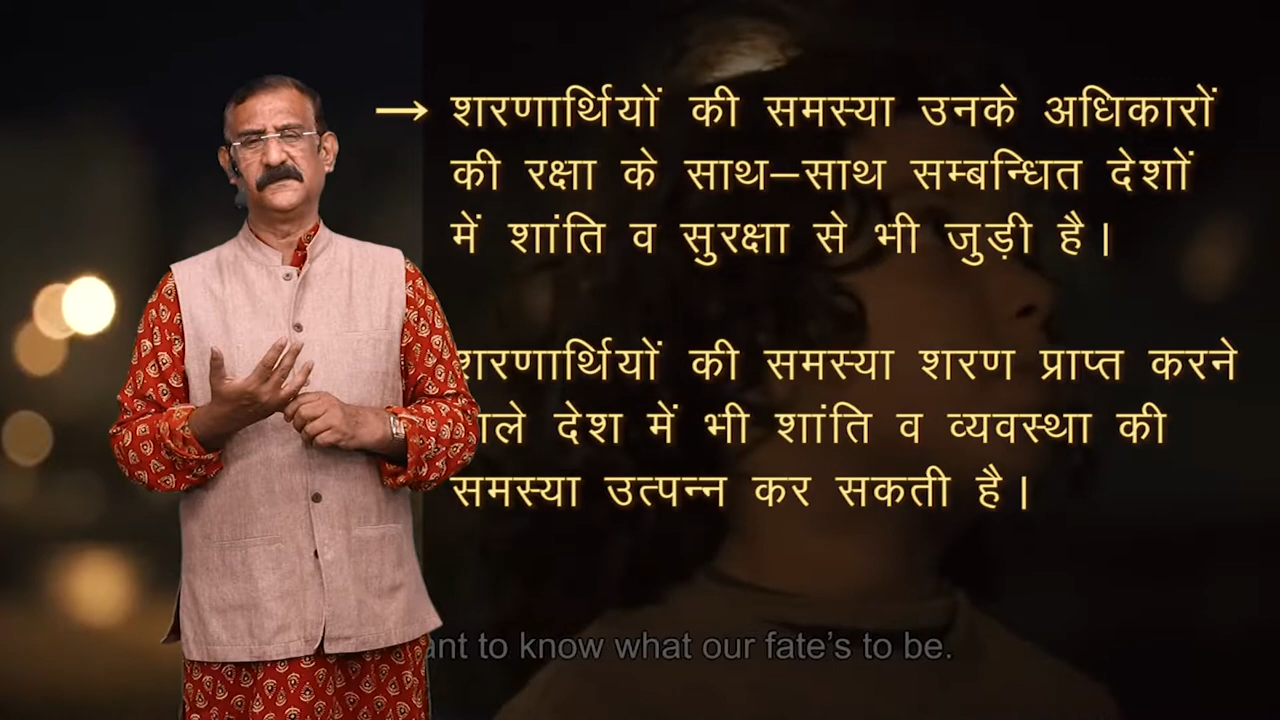 → शरणार्थियों की समस्या उनके अधिकारों
की रक्षा के साथ–साथ सम्बन्धित देशों
में शांति व सुरक्षा से भी जुड़ी है।
शरणार्थियों की समस्या शरण प्राप्त करने
देश में भी शांति व व्यवस्था की
समस्या उत्पन्न कर सकती है।
to know what our fate's to be.